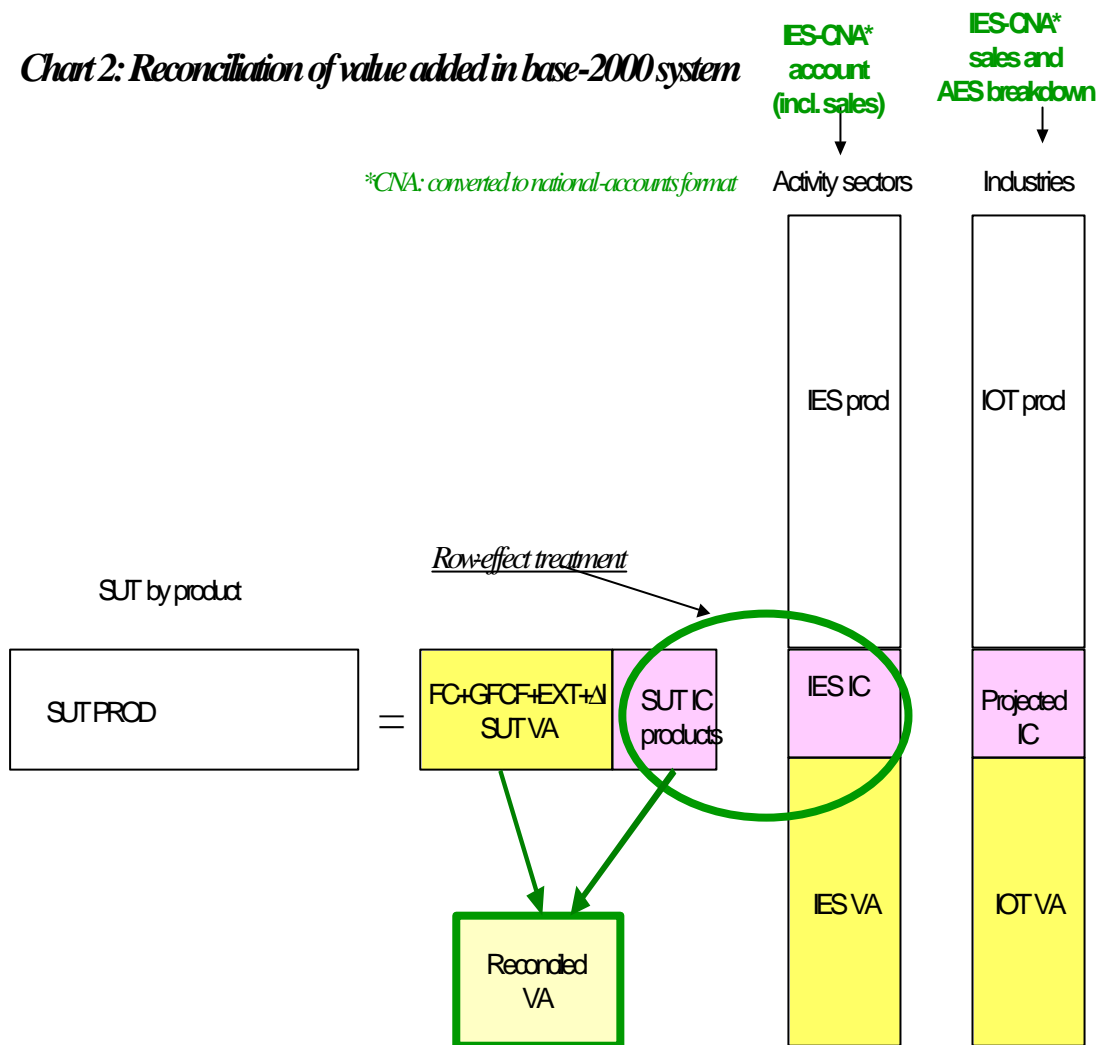 Chart 2: Reconciliation of value added in base-2000 system
IES-CNA*
account
(incl. sales)
IES-CNA*
sales and
AES breakdown
*CNA: converted to national-accounts format
Activity sectors
Industries
IES prod
IOT prod
Row-effect treatment
SUT by product
SUT PROD
=
FC+GFCF+EXT+ΔI
SUT VA
SUT IC
products
IES IC
Projected
IC
IES VA
IOT VA
Reconciled
VA